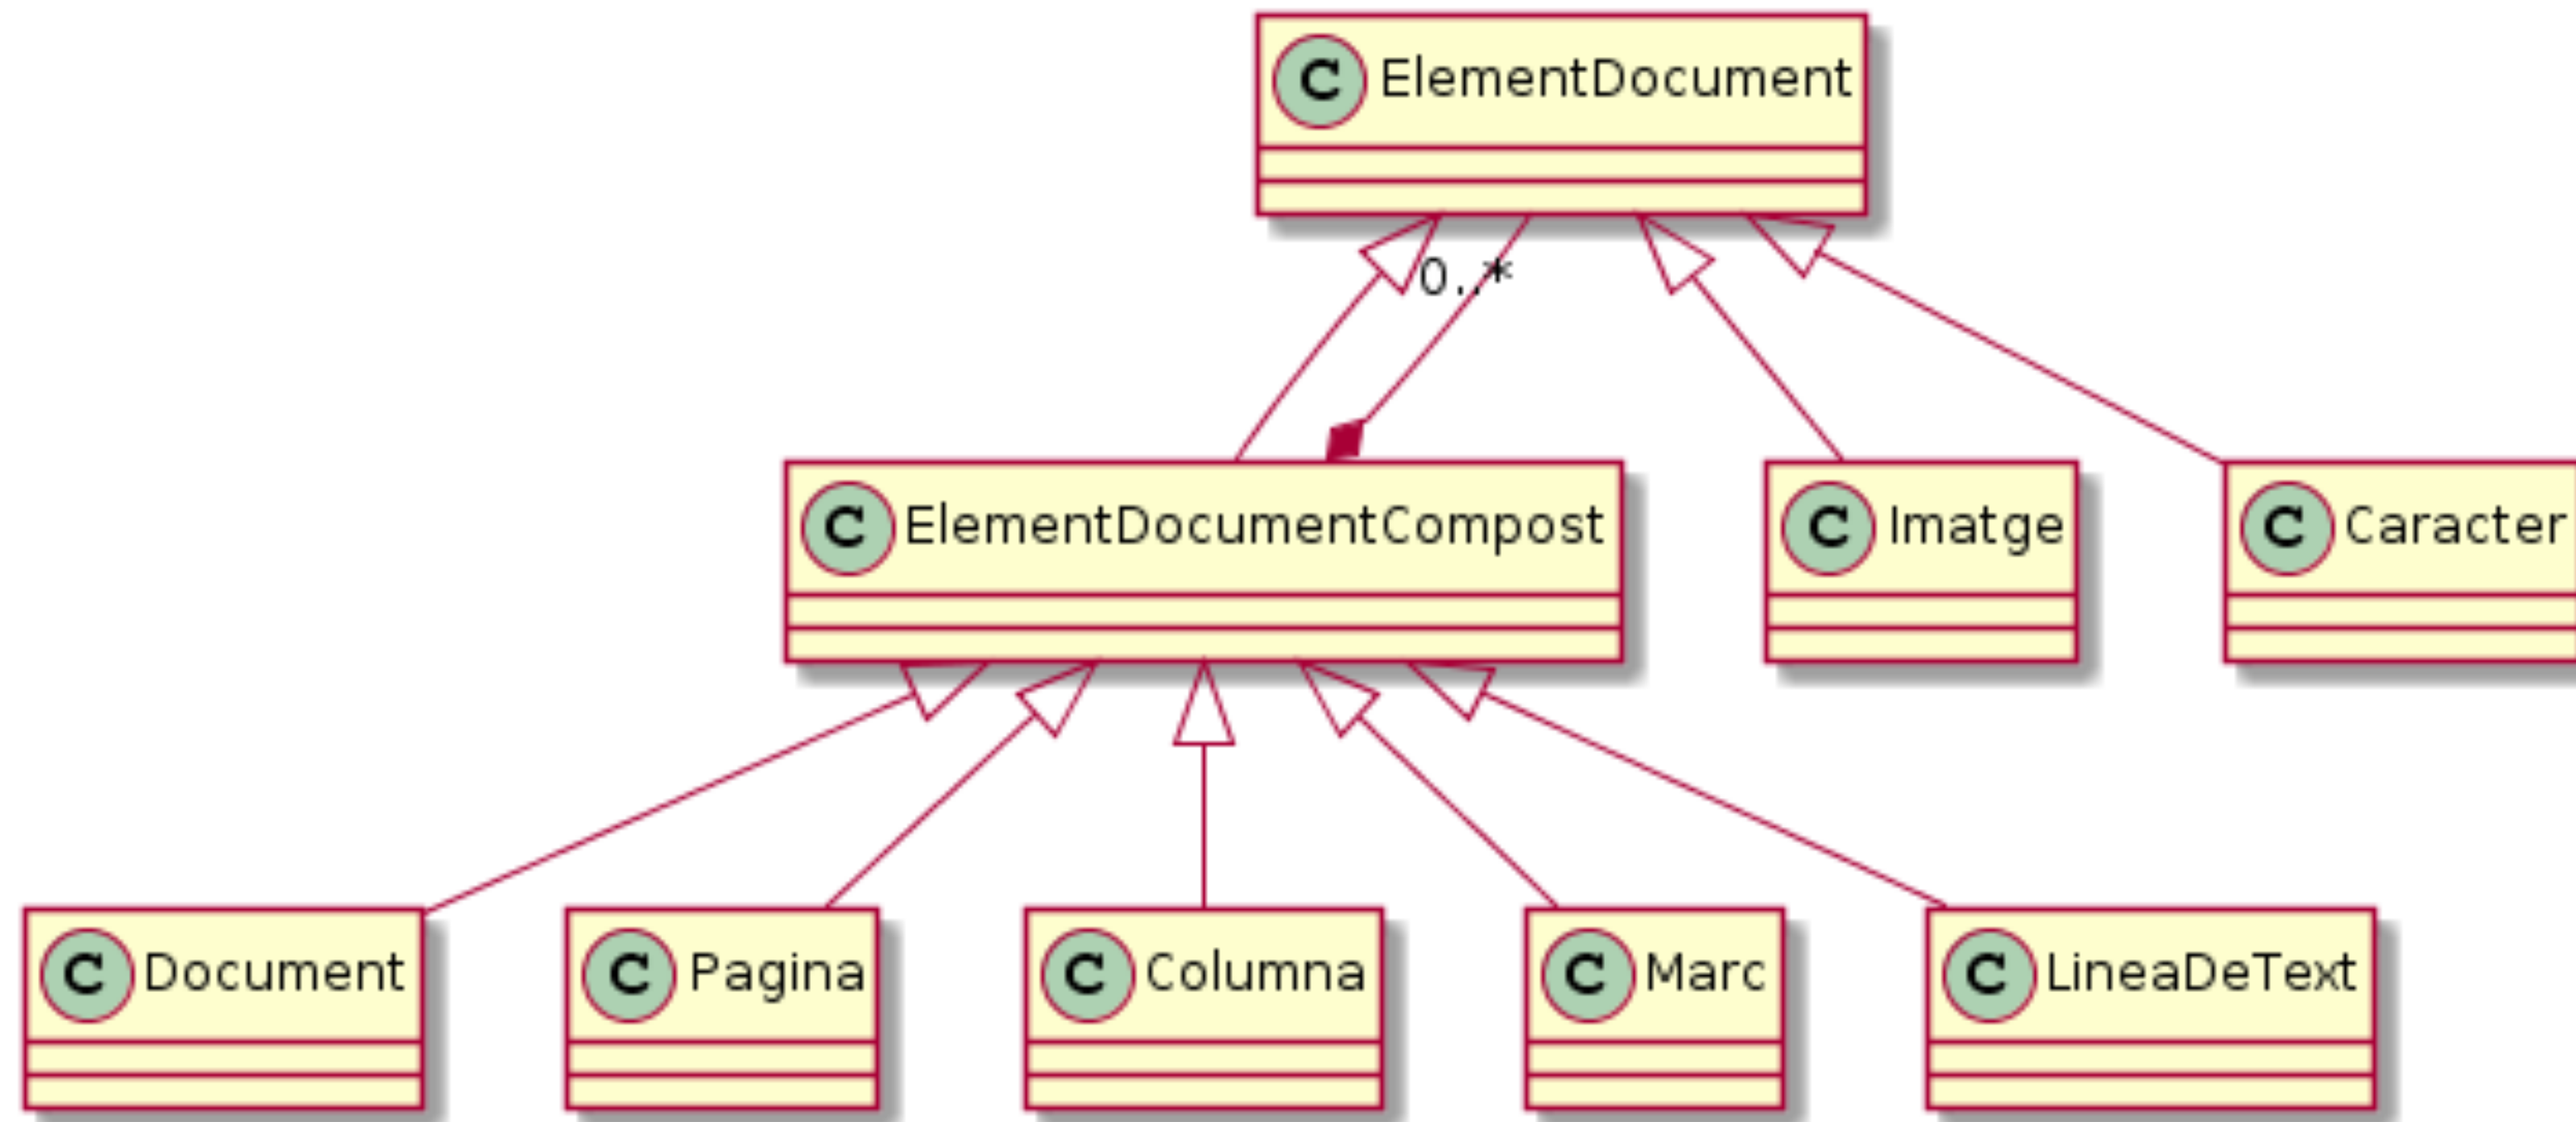 C ElementDocument
0..*
C ElementDocumentCompost
C Imatge
C Caracter
C Document
C Pagina
C Columna
C Marc
C LineaDeText